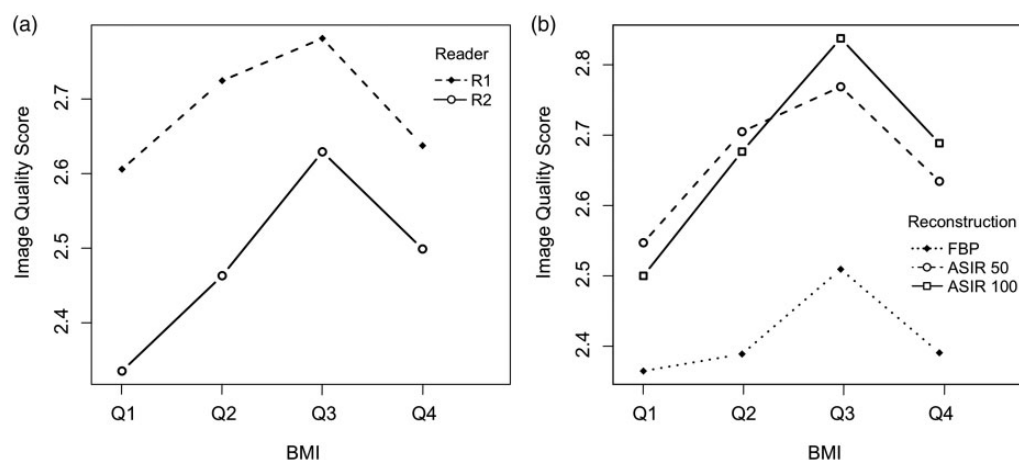 (a)
Image Quality Score
2.7
2.6
2.5
2.4
Reader
R1
R2
Q1 Q2 Q3 Q4
BMI
(b)
Image Quality Score
2.8
2.7
2.6
2.5
2.4
Reconstruction
FBP
ASIR 50
ASIR 100
Q1 Q2 Q3 Q4
BMI